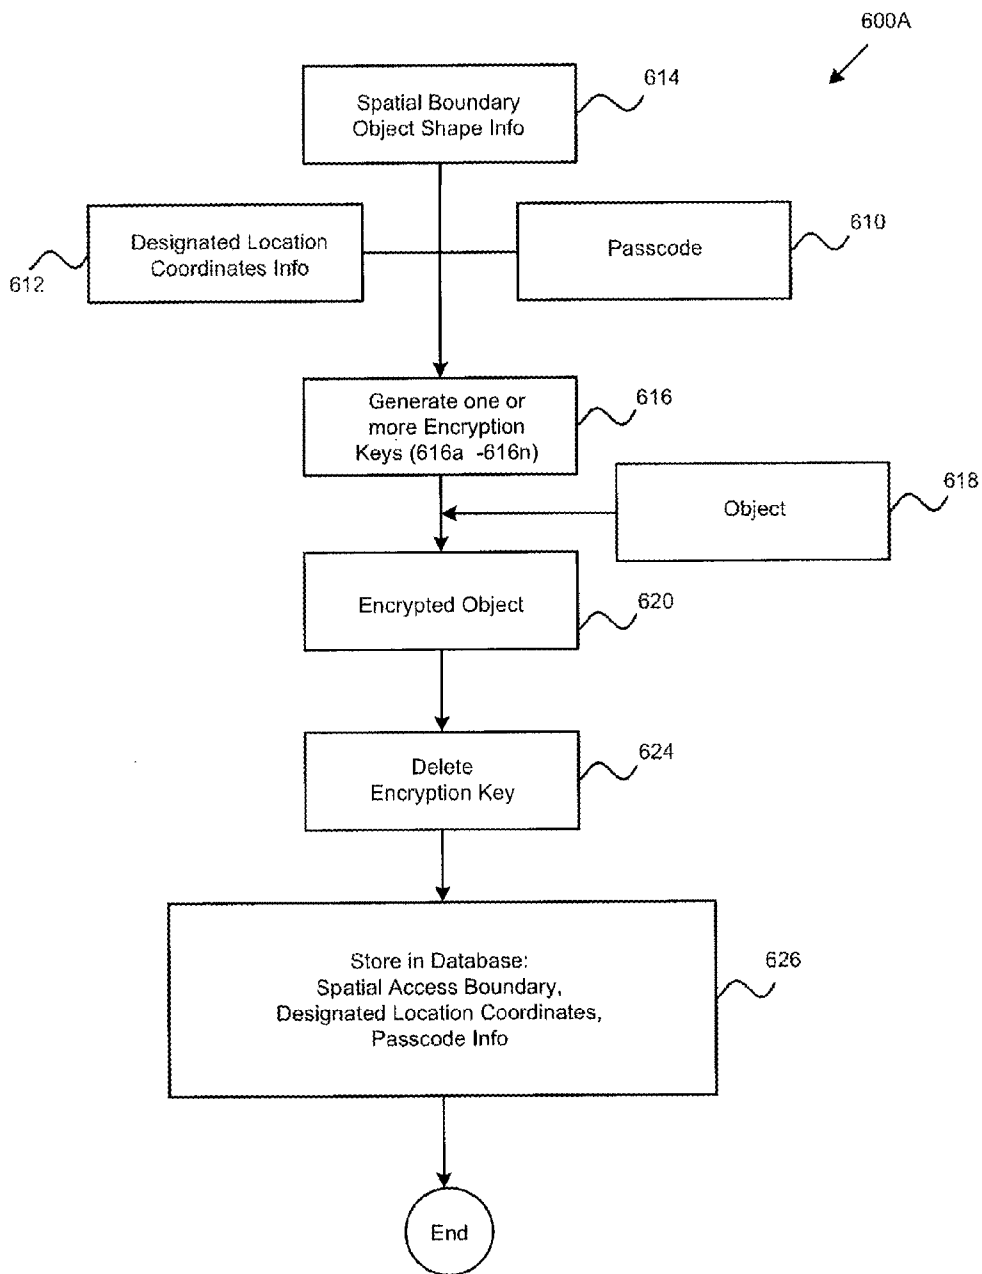 600A
Spatial Boundary
Object Shape Info
614
Designated Location
Coordinates Info
612
Passcode
610
Generate one or
more Encryption
Keys (616a -616n)
616
Object
618
Encrypted Object
620
Delete
Encryption Key
624
Store in Database:
Spatial Access Boundary,
Designated Location Coordinates,
Passcode Info
626
End